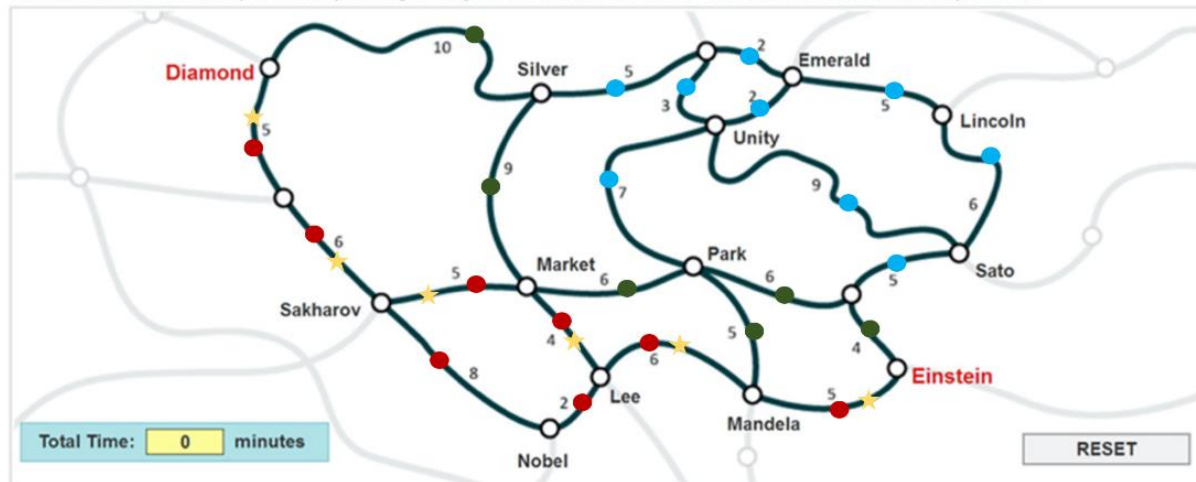 10
2
Emerald
Diamond
Silver
5
3
2
5
Lincoln
5
Unity
9
7
9
6
6
Park
Market
5
6
6
5
Sato
Sakharov
4
6
5
4
Einstein
8
2
Lee
5
Mandela
Nobel
Total Time: 0 minutes
RESET